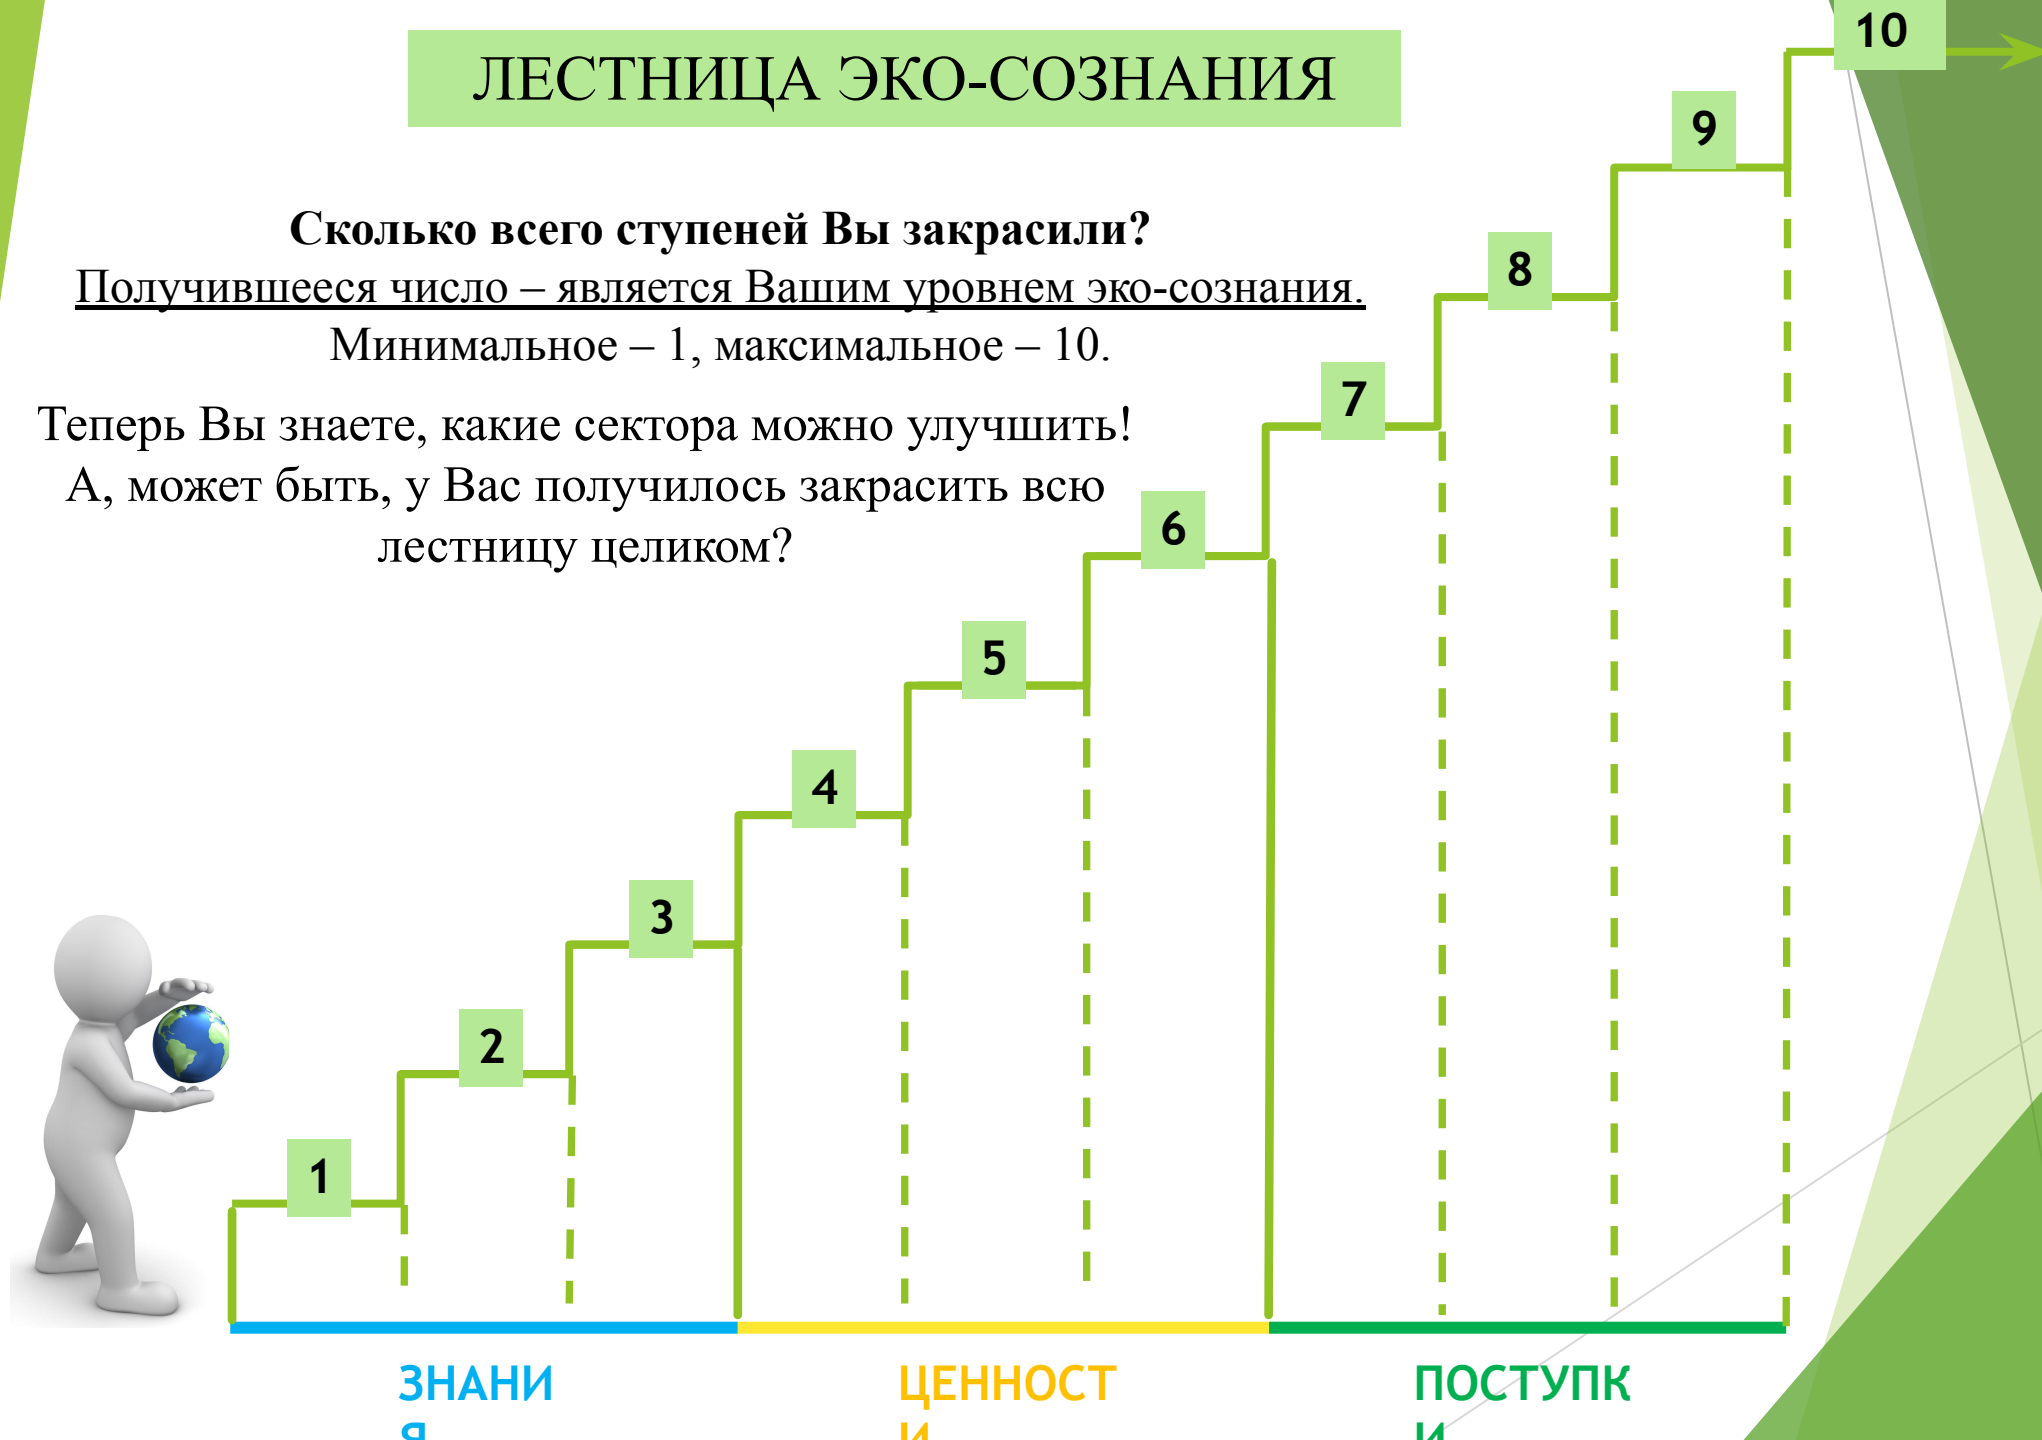 ЛЕСТНИЦА ЭКО-СОЗНАНИЯ
Сколько всего ступеней Вы закрасили?
Получившееся число – является Вашим уровнем эко-сознания.
Минимальное – 1, максимальное – 10.
Теперь Вы знаете, какие сектора можно улучшить!
А, может быть, у Вас получилось закрасить всю
лестницу целиком?
10
9
8
7
6
5
4
3
2
1
ЗНАНИ
Я
ЦЕННОСТ
И
ПОСТУПК
И